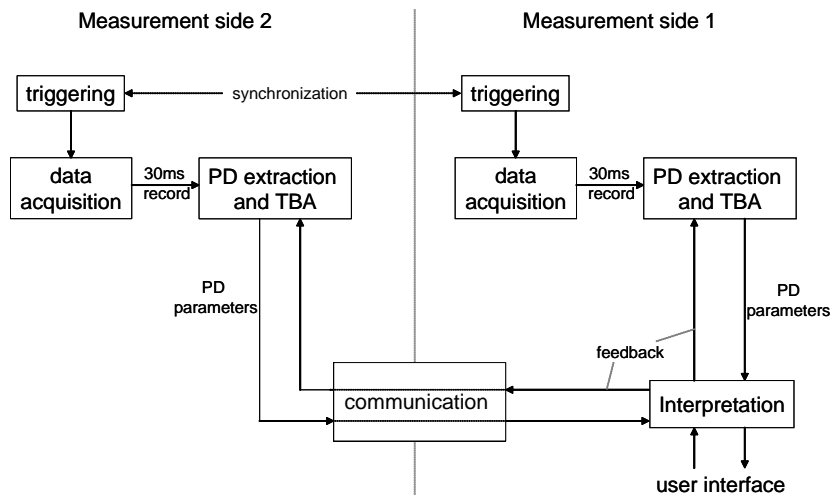 Measurement side 2
Measurement side 1
triggering
synchronization
triggering
data
acquisition
30ms
record
PD extraction
and TBA
data
acquisition
30ms
record
PD extraction
and TBA
PD
parameters
PD
parameters
feedback
communication
Interpretation
user interface